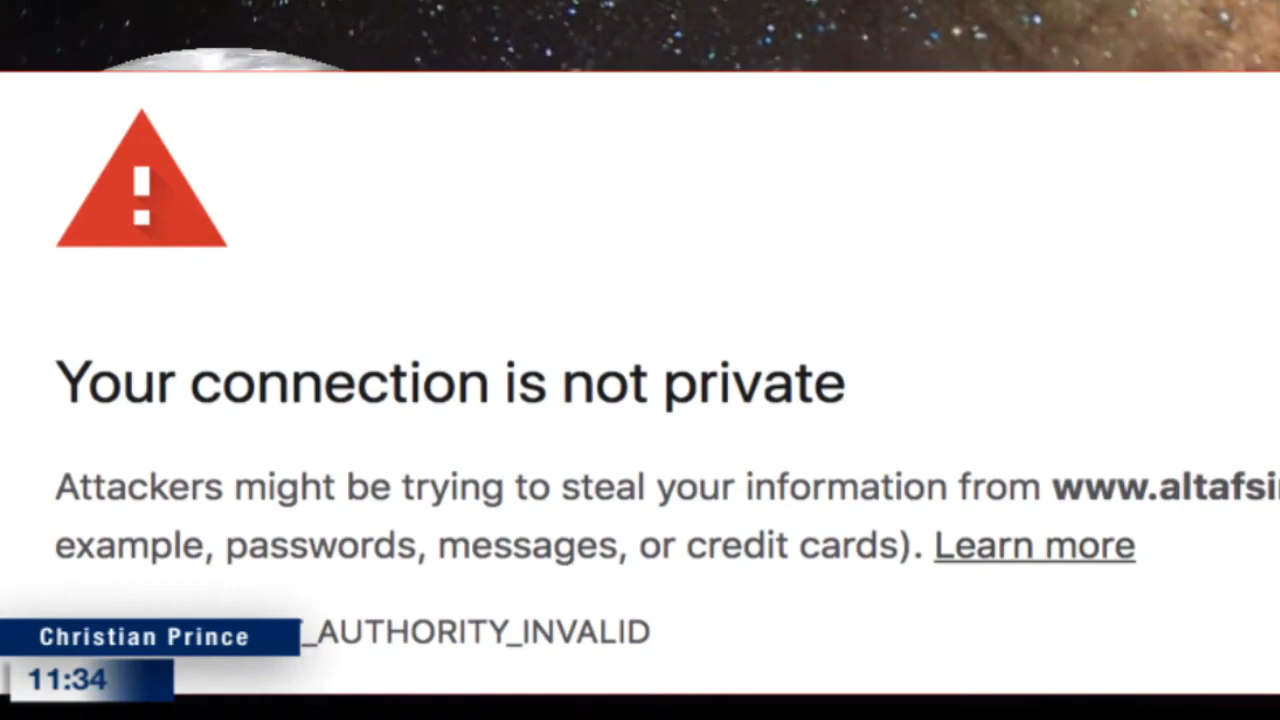 Your connection is not private
Attackers might be trying to steal your information from www.altafsi
example, passwords, messages, or credit cards). Learn more
_AUTHORITY_INVALID
Christian Prince
11:34